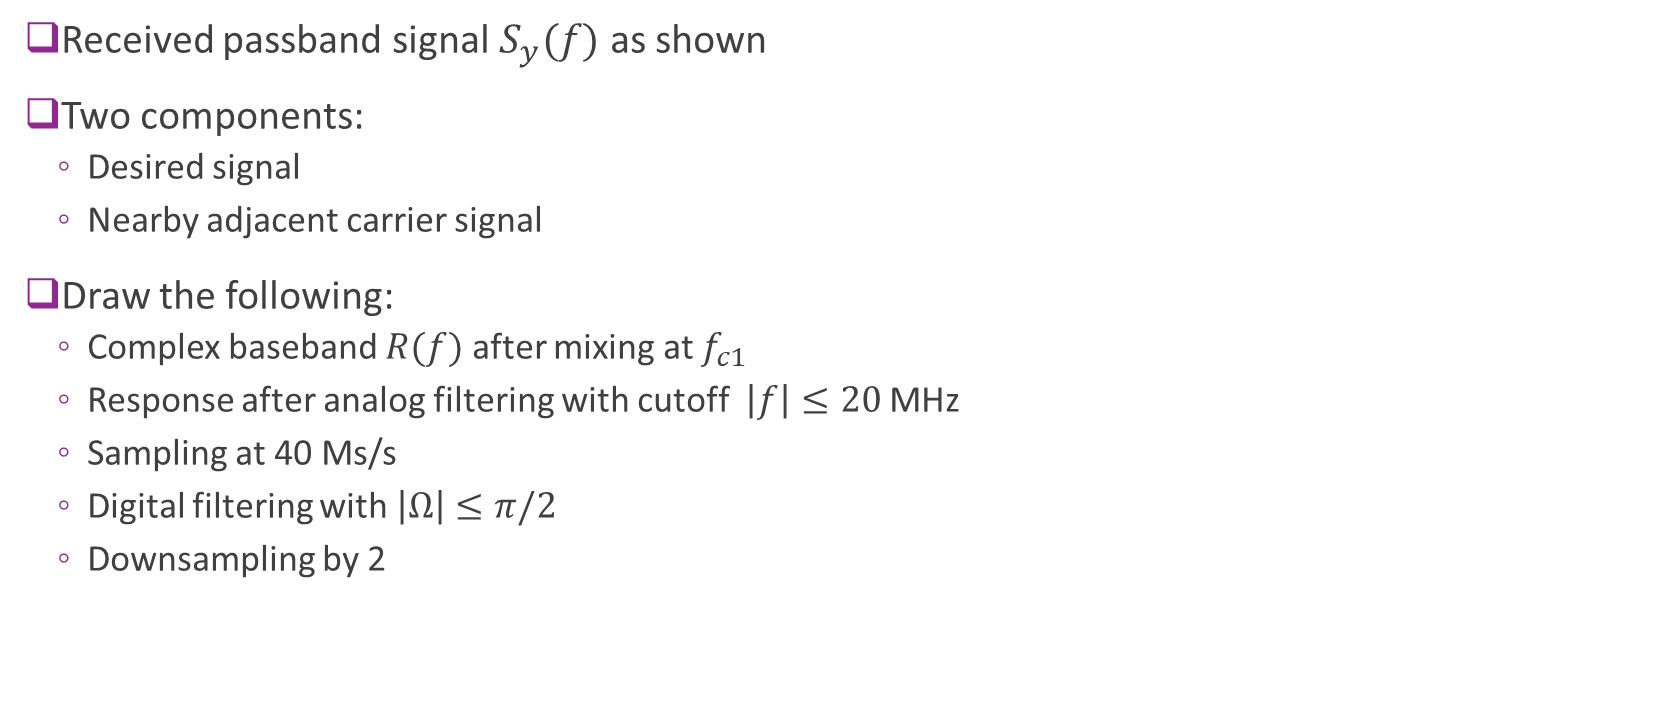 ❑Received passband signal S_y(f) as shown
❑Two components:
◦ Desired signal
◦ Nearby adjacent carrier signal
❑Draw the following:
◦ Complex baseband R(f) after mixing at f_{c1}
◦ Response after analog filtering with cutoff |f| ≤ 20 MHz
◦ Sampling at 40 Ms/s
◦ Digital filtering with |Ω| ≤ π/2
◦ Downsampling by 2